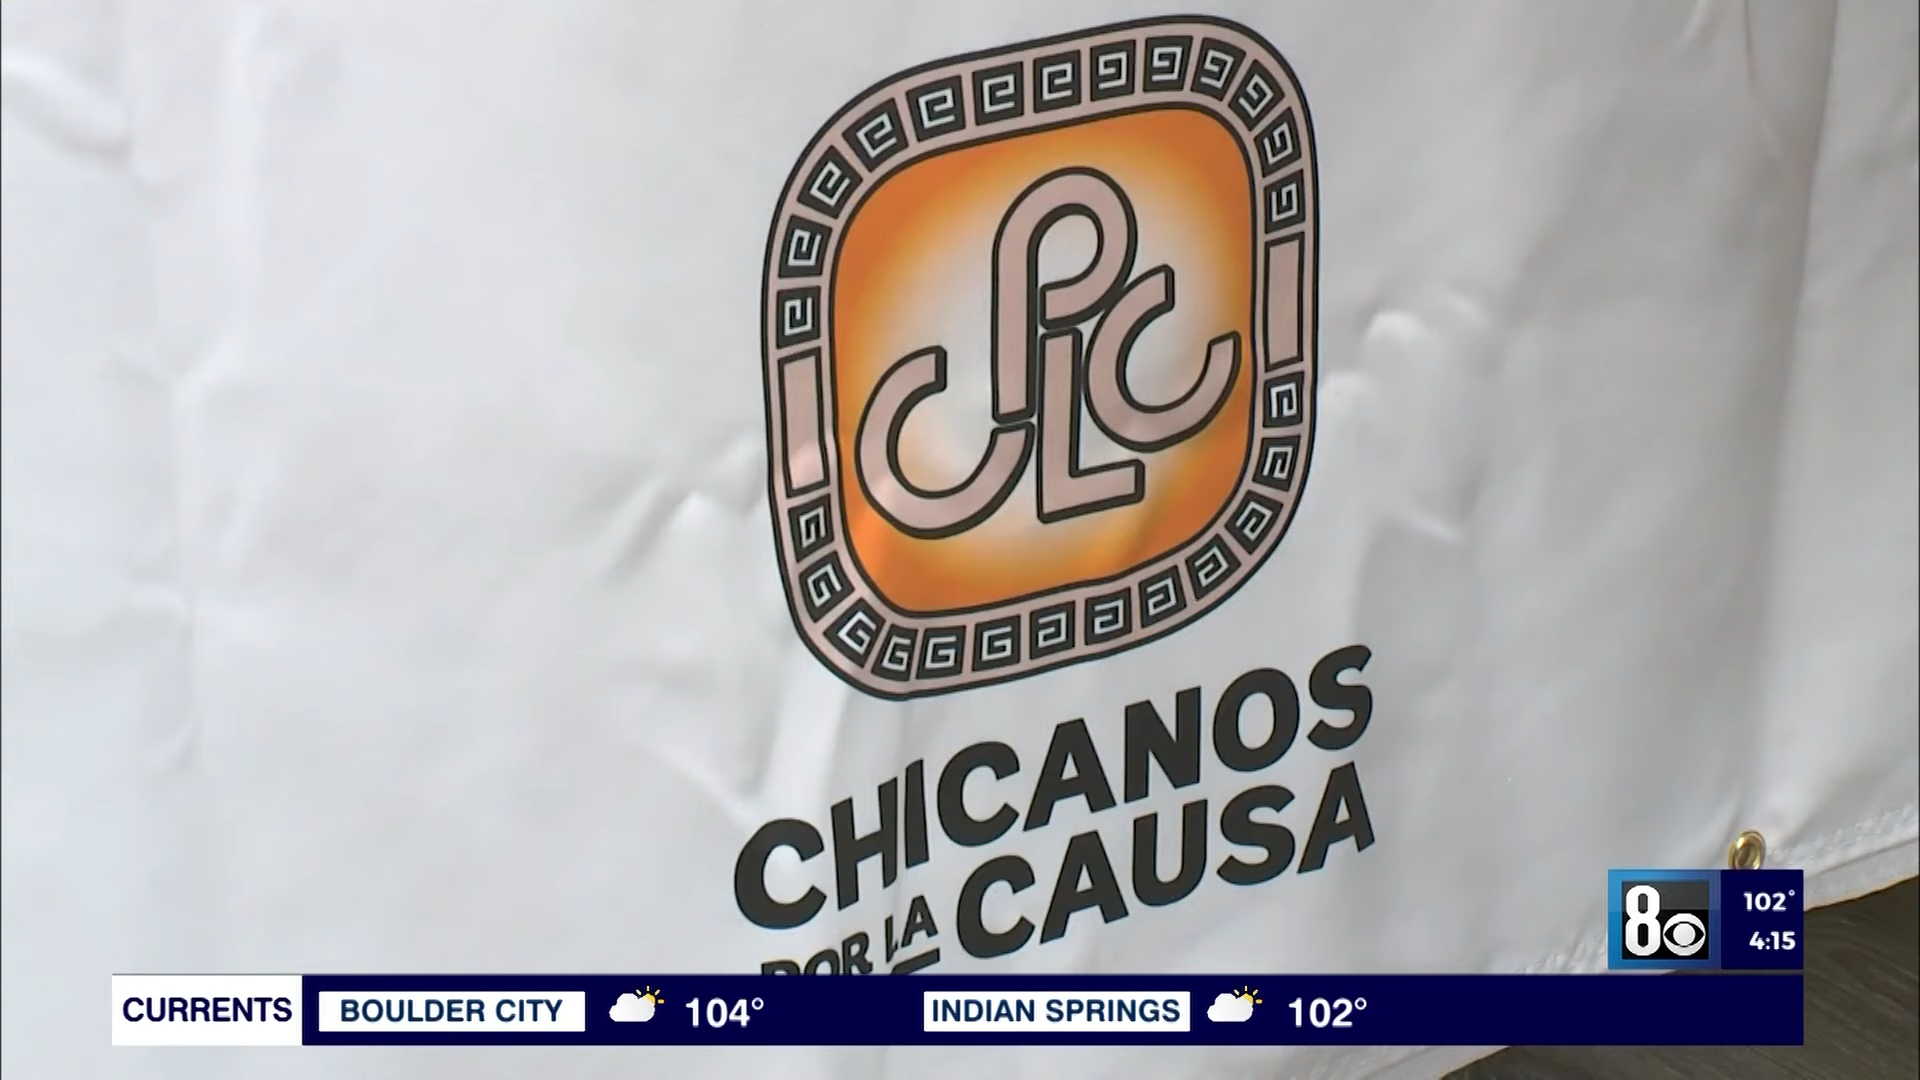 CPLC
CHICANOS
POR LA CAUSA
8
102°
4:15
CURRENTS
BOULDER CITY
104°
INDIAN SPRINGS
102°